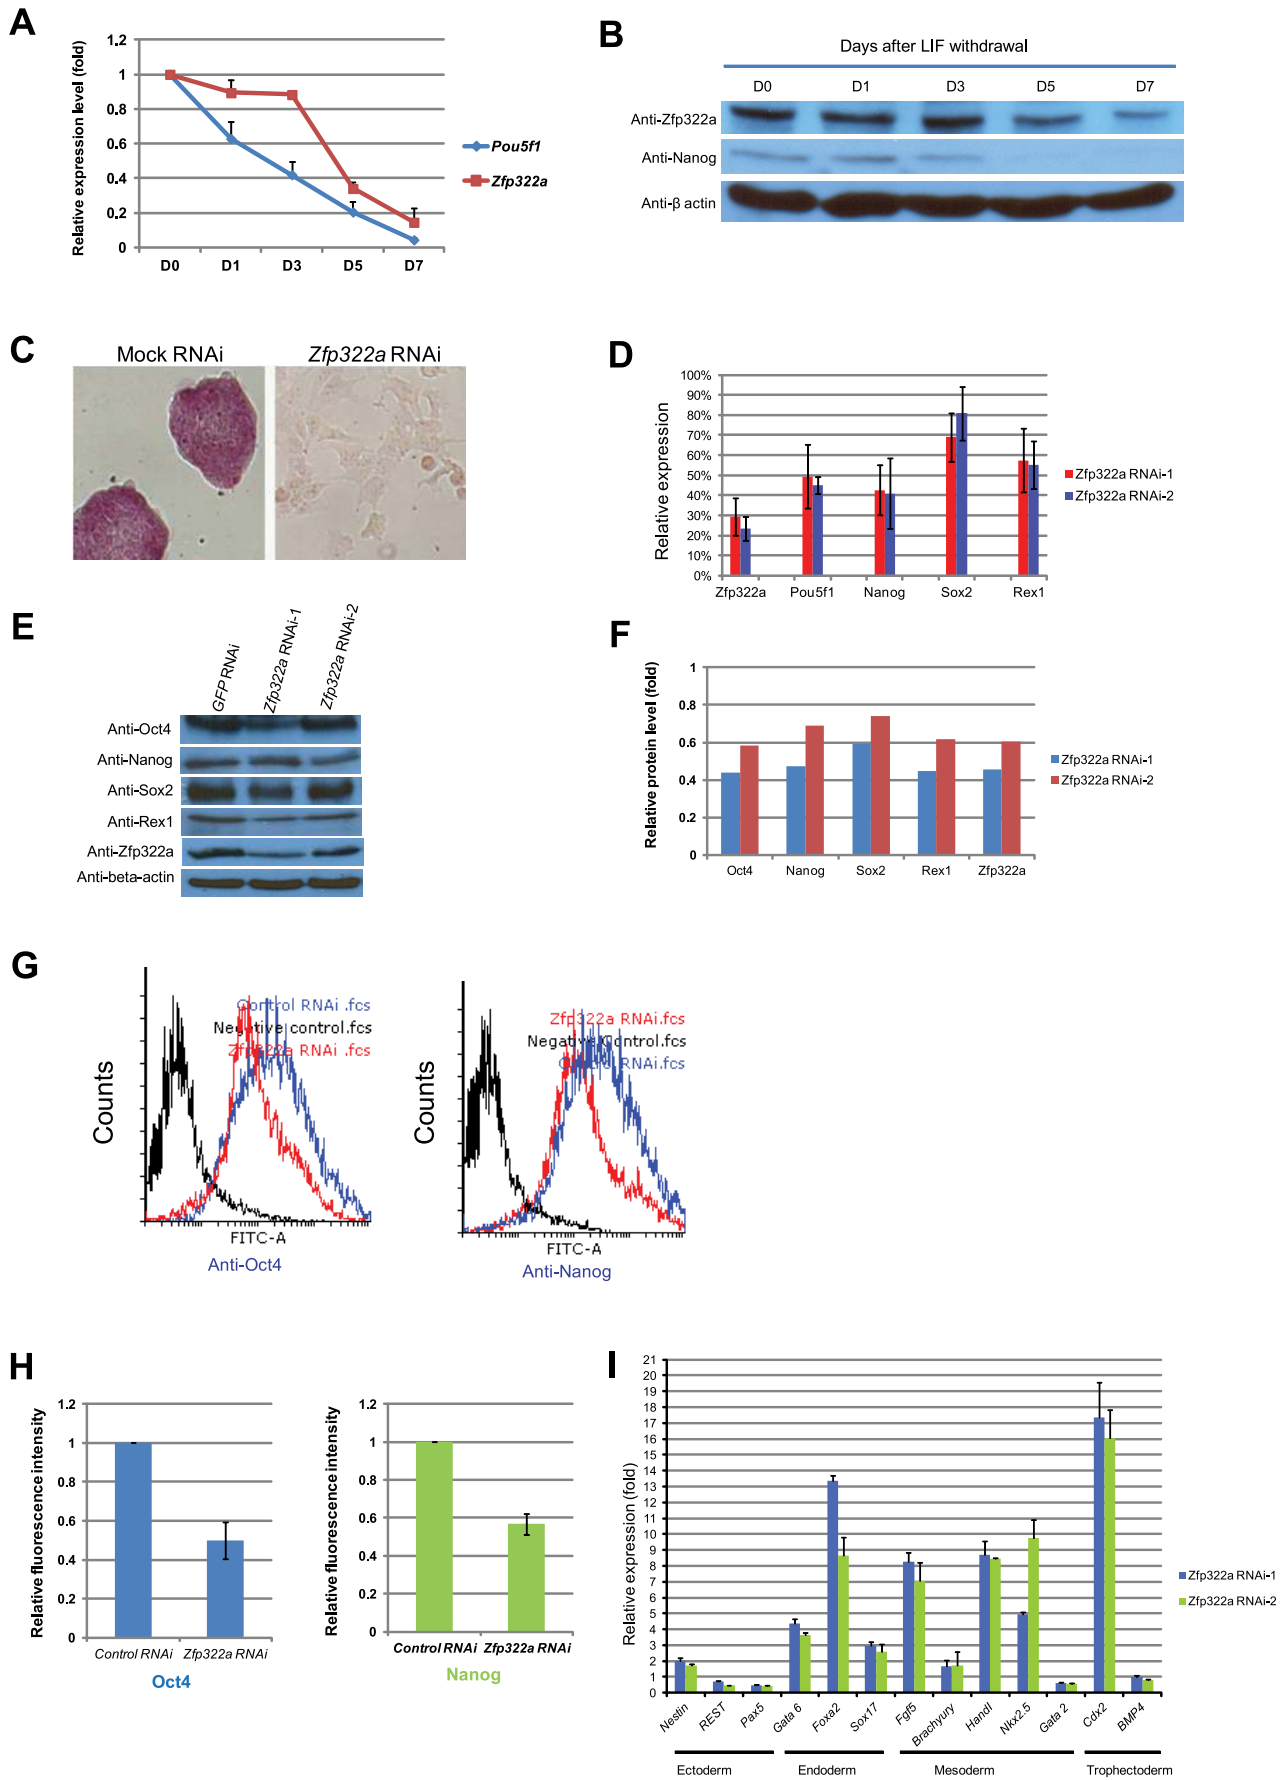 A
Relative expression level (fold)
1.2
1
0.8
0.6
0.4
0.2
0
D0 D1 D3 D5 D7
Pou5f1
Zfp322a
B
Days after LIF withdrawal
D0 D1 D3 D5 D7
Anti-Zfp322a
Anti-Nanog
Anti-β actin
C
Mock RNAi
Zfp322a RNAi
D
Relative expression
100%
90%
80%
70%
60%
50%
40%
30%
20%
10%
0%
Zfp322a Pou5f1 Nanog Sox2 Rex1
Zfp322a RNAi-1
Zfp322a RNAi-2
E
GFP RNAi
Zfp322a RNAi-1
Zfp322a RNAi-2
Anti-Oct4
Anti-Nanog
Anti-Sox2
Anti-Rex1
Anti-Zfp322a
Anti-beta-actin
F
Relative protein level (fold)
1
0.8
0.6
0.4
0.2
0
Oct4 Nanog Sox2 Rex1 Zfp322a
Zfp322a RNAi-1
Zfp322a RNAi-2
G
Counts
Control RNAi .fcs
Negative control.fcs
Zfp322a RNAi .fcs
FITC-A
Anti-Oct4
Counts
Zfp322a RNAi.fcs
Negative Control.fcs
Control RNAi.fcs
FITC-A
Anti-Nanog
H
Relative fluorescence intensity
1.2
1
0.8
0.6
0.4
0.2
0
Control RNAi Zfp322a RNAi
Oct4
Relative fluorescence intensity
1.2
1
0.8
0.6
0.4
0.2
0
Control RNAi Zfp322a RNAi
Nanog
I
Relative expression (fold)
21
20
19
18
17
16
15
14
13
12
11
10
9
8
7
6
5
4
3
2
1
0
Nestin REST Pax5 Gata 6 Foxa2 Sox17 Fgf5 Brachyury HandI Nkx2.5 Gata 2 Cdx2 BMP4
Ectoderm Endoderm Mesoderm Trophectoderm
Zfp322a RNAi-1
Zfp322a RNAi-2